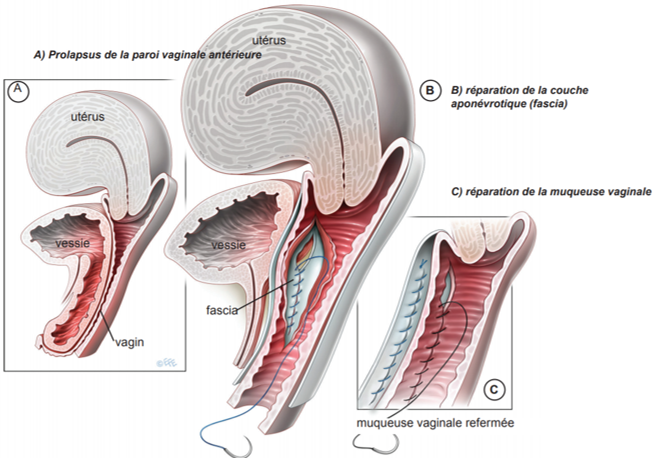 A) Prolapsus de la paroi vaginale antérieure
A
utérus
vessie
vagin
utérus
vessie
fascia
B
B) réparation de la couche
aponévrotique (fascia)
C) réparation de la muqueuse vaginale
C
muqueuse vaginale refermée